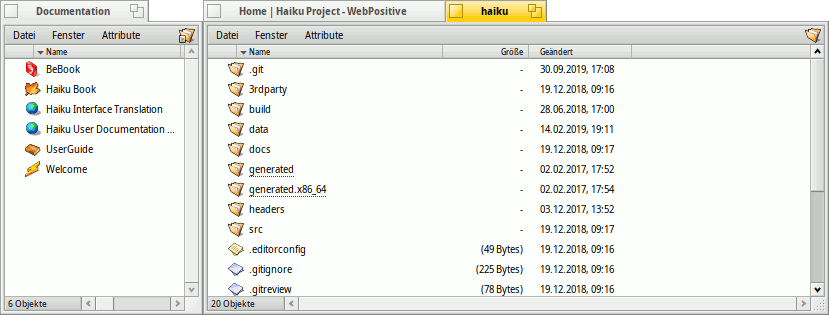 Documentation
Datei Fenster Attribute
Name
BeBook
Haiku Book
Haiku Interface Translation
Haiku User Documentation ...
UserGuide
Welcome
6 Objekte
Home | Haiku Project - WebPositive
haiku
Datei Fenster Attribute
Name Größe Geändert
.git - 30.09.2019, 17:08
3rdparty - 19.12.2018, 09:16
build - 28.06.2018, 17:00
data - 14.02.2019, 19:11
docs - 19.12.2018, 09:17
generated - 02.02.2017, 17:52
generated.x86_64 - 02.02.2017, 17:54
headers - 03.12.2017, 13:52
src - 19.12.2018, 09:17
.editorconfig (49 Bytes) 19.12.2018, 09:16
.gitignore (225 Bytes) 19.12.2018, 09:16
.gitreview (78 Bytes) 19.12.2018, 09:16
20 Objekte